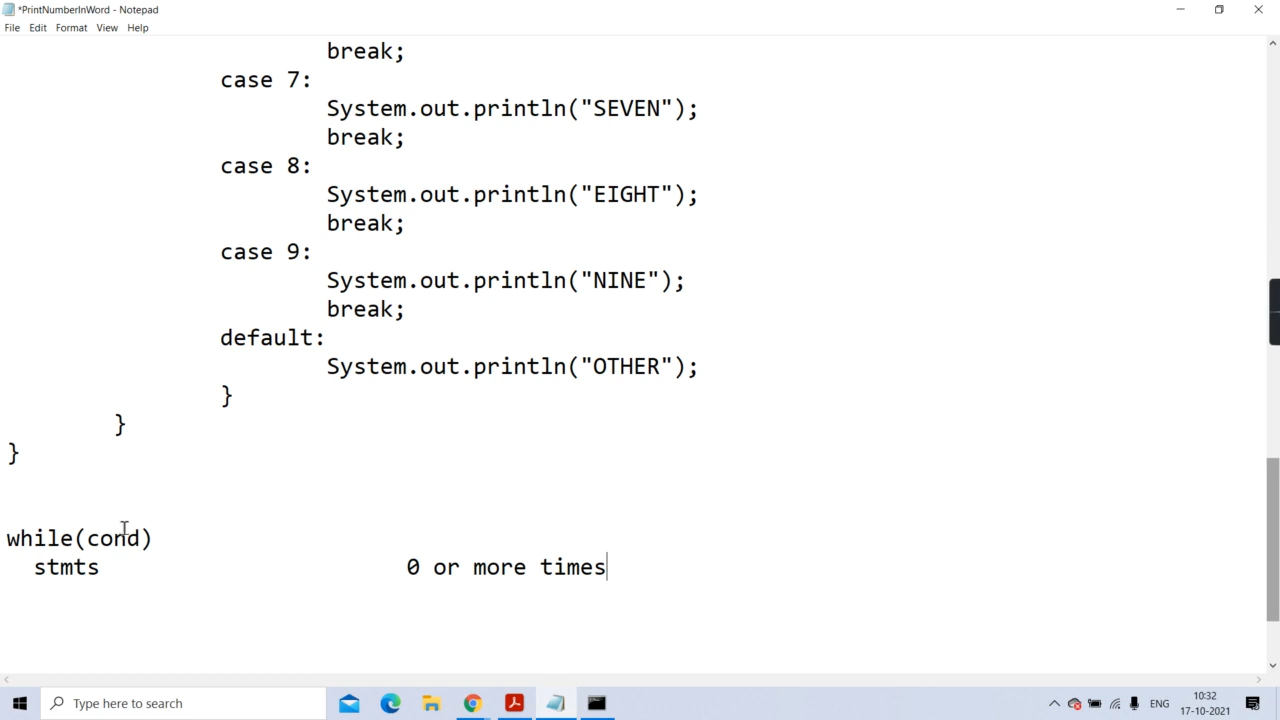 *PrintNumberInWord - Notepad
File Edit Format View Help
break;
case 7:
System.out.println("SEVEN");
break;
case 8:
System.out.println("EIGHT");
break;
case 9:
System.out.println("NINE");
break;
default:
System.out.println("OTHER");
}
}
}
while(cond)
stmts 0 or more times
Type here to search
ENG
10:32
17-10-2021